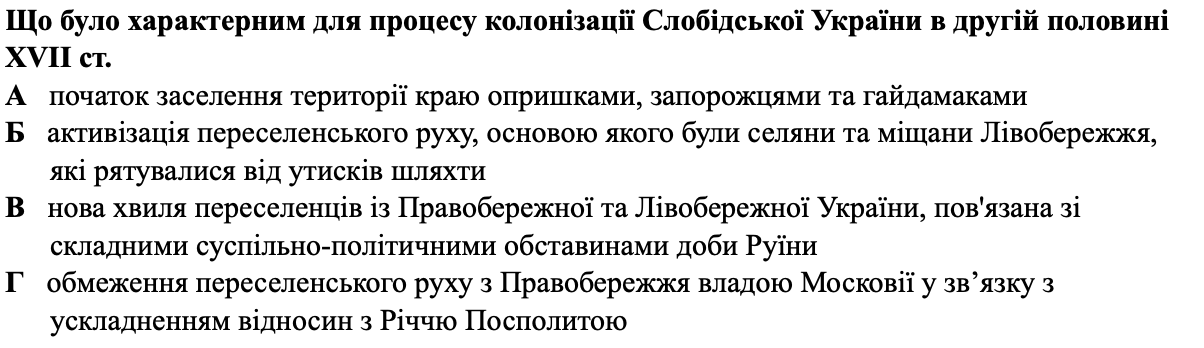 Що було характерним для процесу колонізації Слобідської України в другій половині
XVII ст.
А початок заселення території краю опришками, запорожцями та гайдамаками
Б активізація переселенського руху, основою якого були селяни та міщани Лівобережжя,
які рятувалися від утисків шляхти
В нова хвиля переселенців із Правобережної та Лівобережної України, пов'язана зі
складними суспільно-політичними обставинами доби Руїни
Г обмеження переселенського руху з Правобережжя владою Московії у зв’язку з
ускладненням відносин з Річчю Посполитою